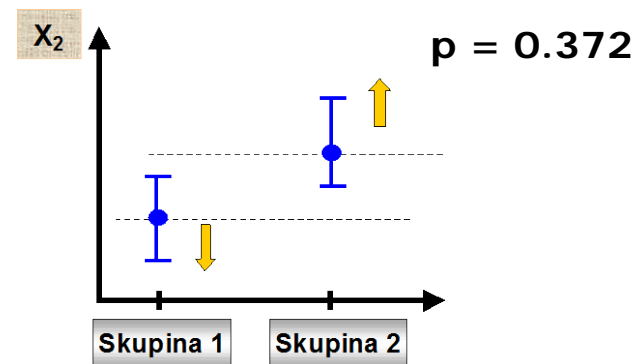 X₂
p = 0.372
Skupina 1
Skupina 2